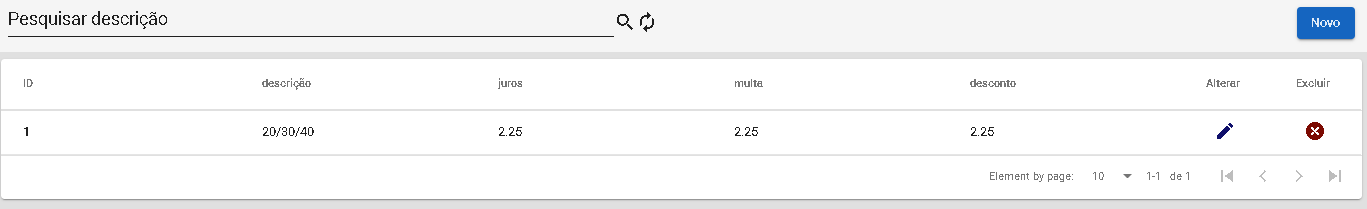 Pesquisar descrição
Novo
ID descrição juros multa desconto Alterar Excluir
1 20/30/40 2.25 2.25 2.25
Element by page: 10 1-1 de 1